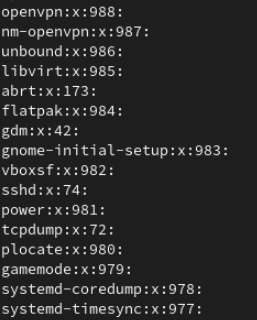 openvpn:x:988:
nm-openvpn:x:987:
unbound:x:986:
libvirt:x:985:
abrt:x:173:
flatpak:x:984:
gdm:x:42:
gnome-initial-setup:x:983:
vboxsf:x:982:
sshd:x:74:
power:x:981:
tcpdump:x:72:
plocate:x:980:
gamemode:x:979:
systemd-coredump:x:978:
systemd-timesync:x:977: